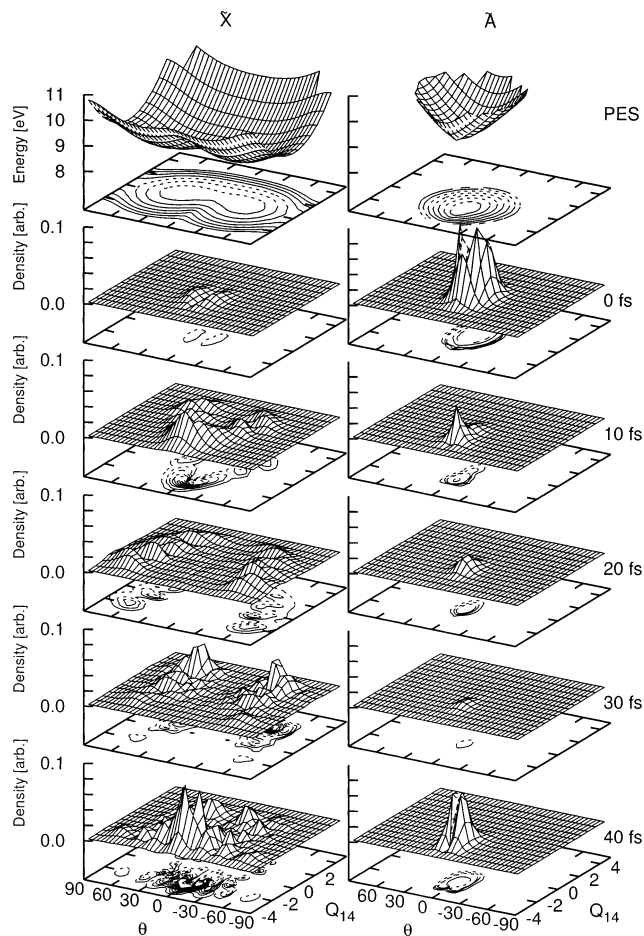 X̃ Ã
PES
11
10
9
8
Energy [eV]
0.1
0.0
Density [arb.]
0 fs
0.1
0.0
Density [arb.]
10 fs
0.1
0.0
Density [arb.]
20 fs
0.1
0.0
Density [arb.]
30 fs
0.1
0.0
Density [arb.]
40 fs
90 60 30 0 -30 -60 -90 -4 -2 0 2 4
θ Q14
90 60 30 0 -30 -60 -90 -4 -2 0 2 4
θ Q14